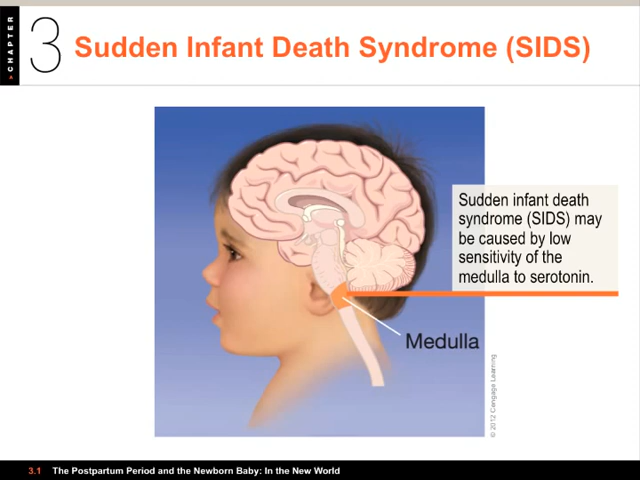 CHAPTER
3
Sudden Infant Death Syndrome (SIDS)
Sudden infant death
syndrome (SIDS) may
be caused by low
sensitivity of the
medulla to serotonin.
Medulla
© 2012 Cengage Learning
3.1 The Postpartum Period and the Newborn Baby: In the New World